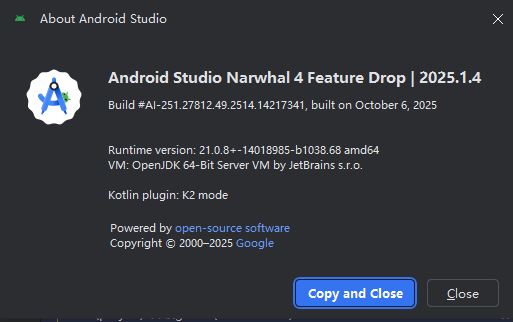 About Android Studio
Android Studio Narwhal 4 Feature Drop | 2025.1.4
Build #AI-251.27812.49.2514.14217341, built on October 6, 2025
Runtime version: 21.0.8+-14018985-b1038.68 amd64
VM: OpenJDK 64-Bit Server VM by JetBrains s.r.o.
Kotlin plugin: K2 mode
Powered by open-source software
Copyright © 2000–2025 Google
Copy and Close
Close